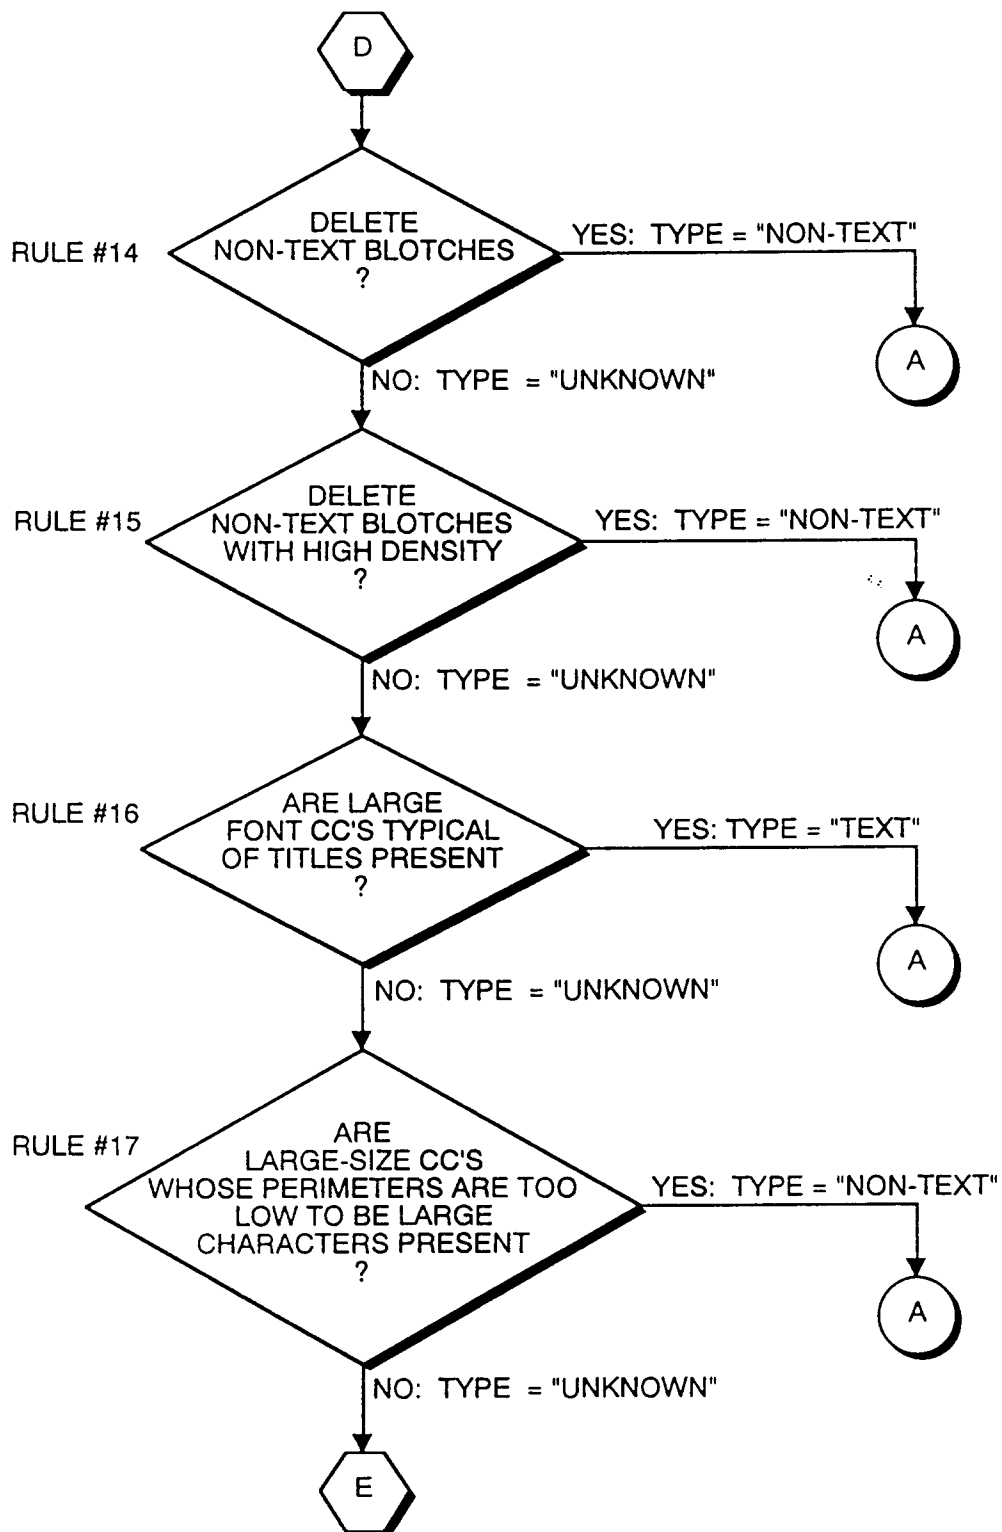 D
RULE #14
DELETE
NON-TEXT BLOTCHES
?
YES: TYPE = "NON-TEXT"
A
NO: TYPE = "UNKNOWN"
RULE #15
DELETE
NON-TEXT BLOTCHES
WITH HIGH DENSITY
?
YES: TYPE = "NON-TEXT"
A
NO: TYPE = "UNKNOWN"
RULE #16
ARE LARGE
FONT CC'S TYPICAL
OF TITLES PRESENT
?
YES: TYPE = "TEXT"
A
NO: TYPE = "UNKNOWN"
RULE #17
ARE
LARGE-SIZE CC'S
WHOSE PERIMETERS ARE TOO
LOW TO BE LARGE
CHARACTERS PRESENT
?
YES: TYPE = "NON-TEXT"
A
NO: TYPE = "UNKNOWN"
E